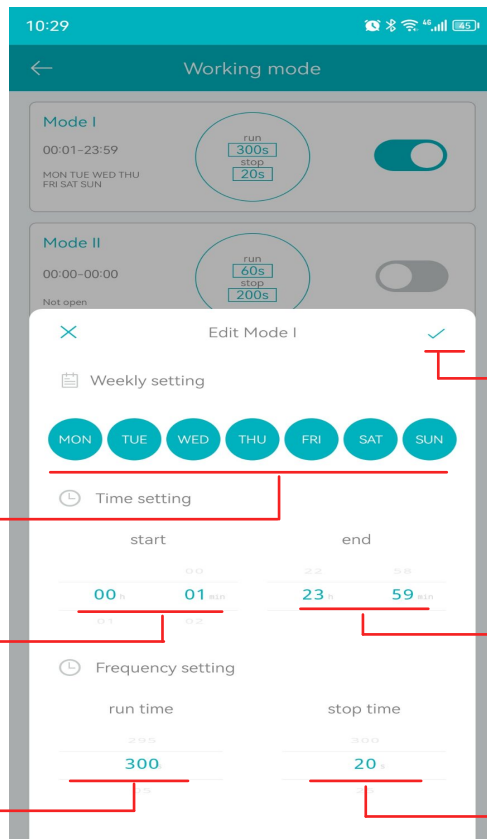 10:29
46
45
Working mode
Mode I
00:01-23:59
MON TUE WED THU
FRI SAT SUN
run
300s
stop
20s
Mode II
00:00-00:00
Not open
run
60s
stop
200s
Edit Mode I
Weekly setting
MON TUE WED THU FRI SAT SUN
Time setting
start end
00 22 58
00 h 01 min 23 h 59 min
01 02
Frequency setting
run time stop time
295 300
300 20 s